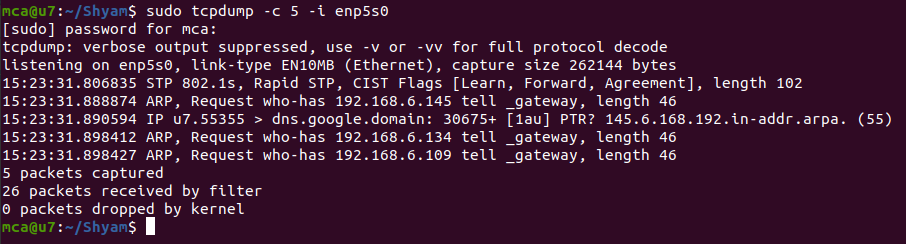 mca@u7:~/Shyam$ sudo tcpdump -c 5 -i enp5s0
[sudo] password for mca:
tcpdump: verbose output suppressed, use -v or -vv for full protocol decode
listening on enp5s0, link-type EN10MB (Ethernet), capture size 262144 bytes
15:23:31.806835 STP 802.1s, Rapid STP, CIST Flags [Learn, Forward, Agreement], length 102
15:23:31.888874 ARP, Request who-has 192.168.6.145 tell _gateway, length 46
15:23:31.890594 IP u7.55355 > dns.google.domain: 30675+ [1au] PTR? 145.6.168.192.in-addr.arpa. (55)
15:23:31.898412 ARP, Request who-has 192.168.6.134 tell _gateway, length 46
15:23:31.898427 ARP, Request who-has 192.168.6.109 tell _gateway, length 46
5 packets captured
26 packets received by filter
0 packets dropped by kernel
mca@u7:~/Shyam$